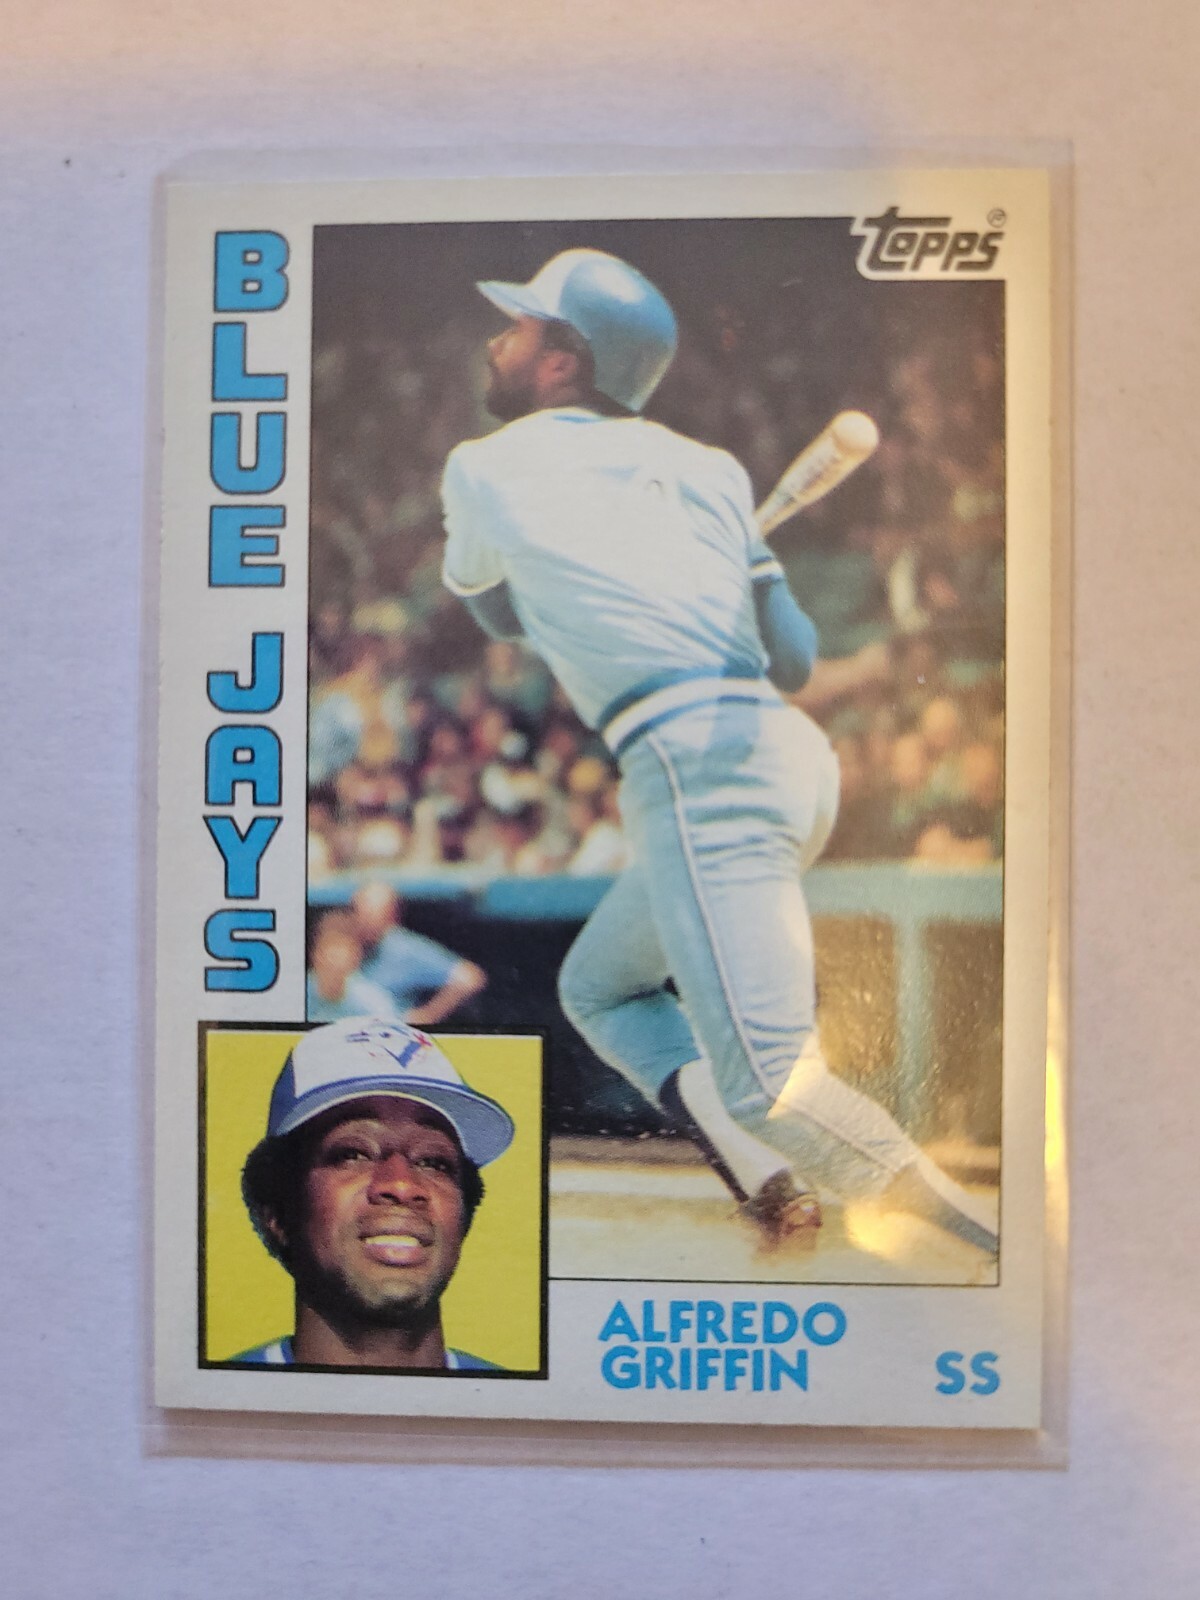 topps®
BLUE JAYS
ALFREDO
GRIFFIN
SS